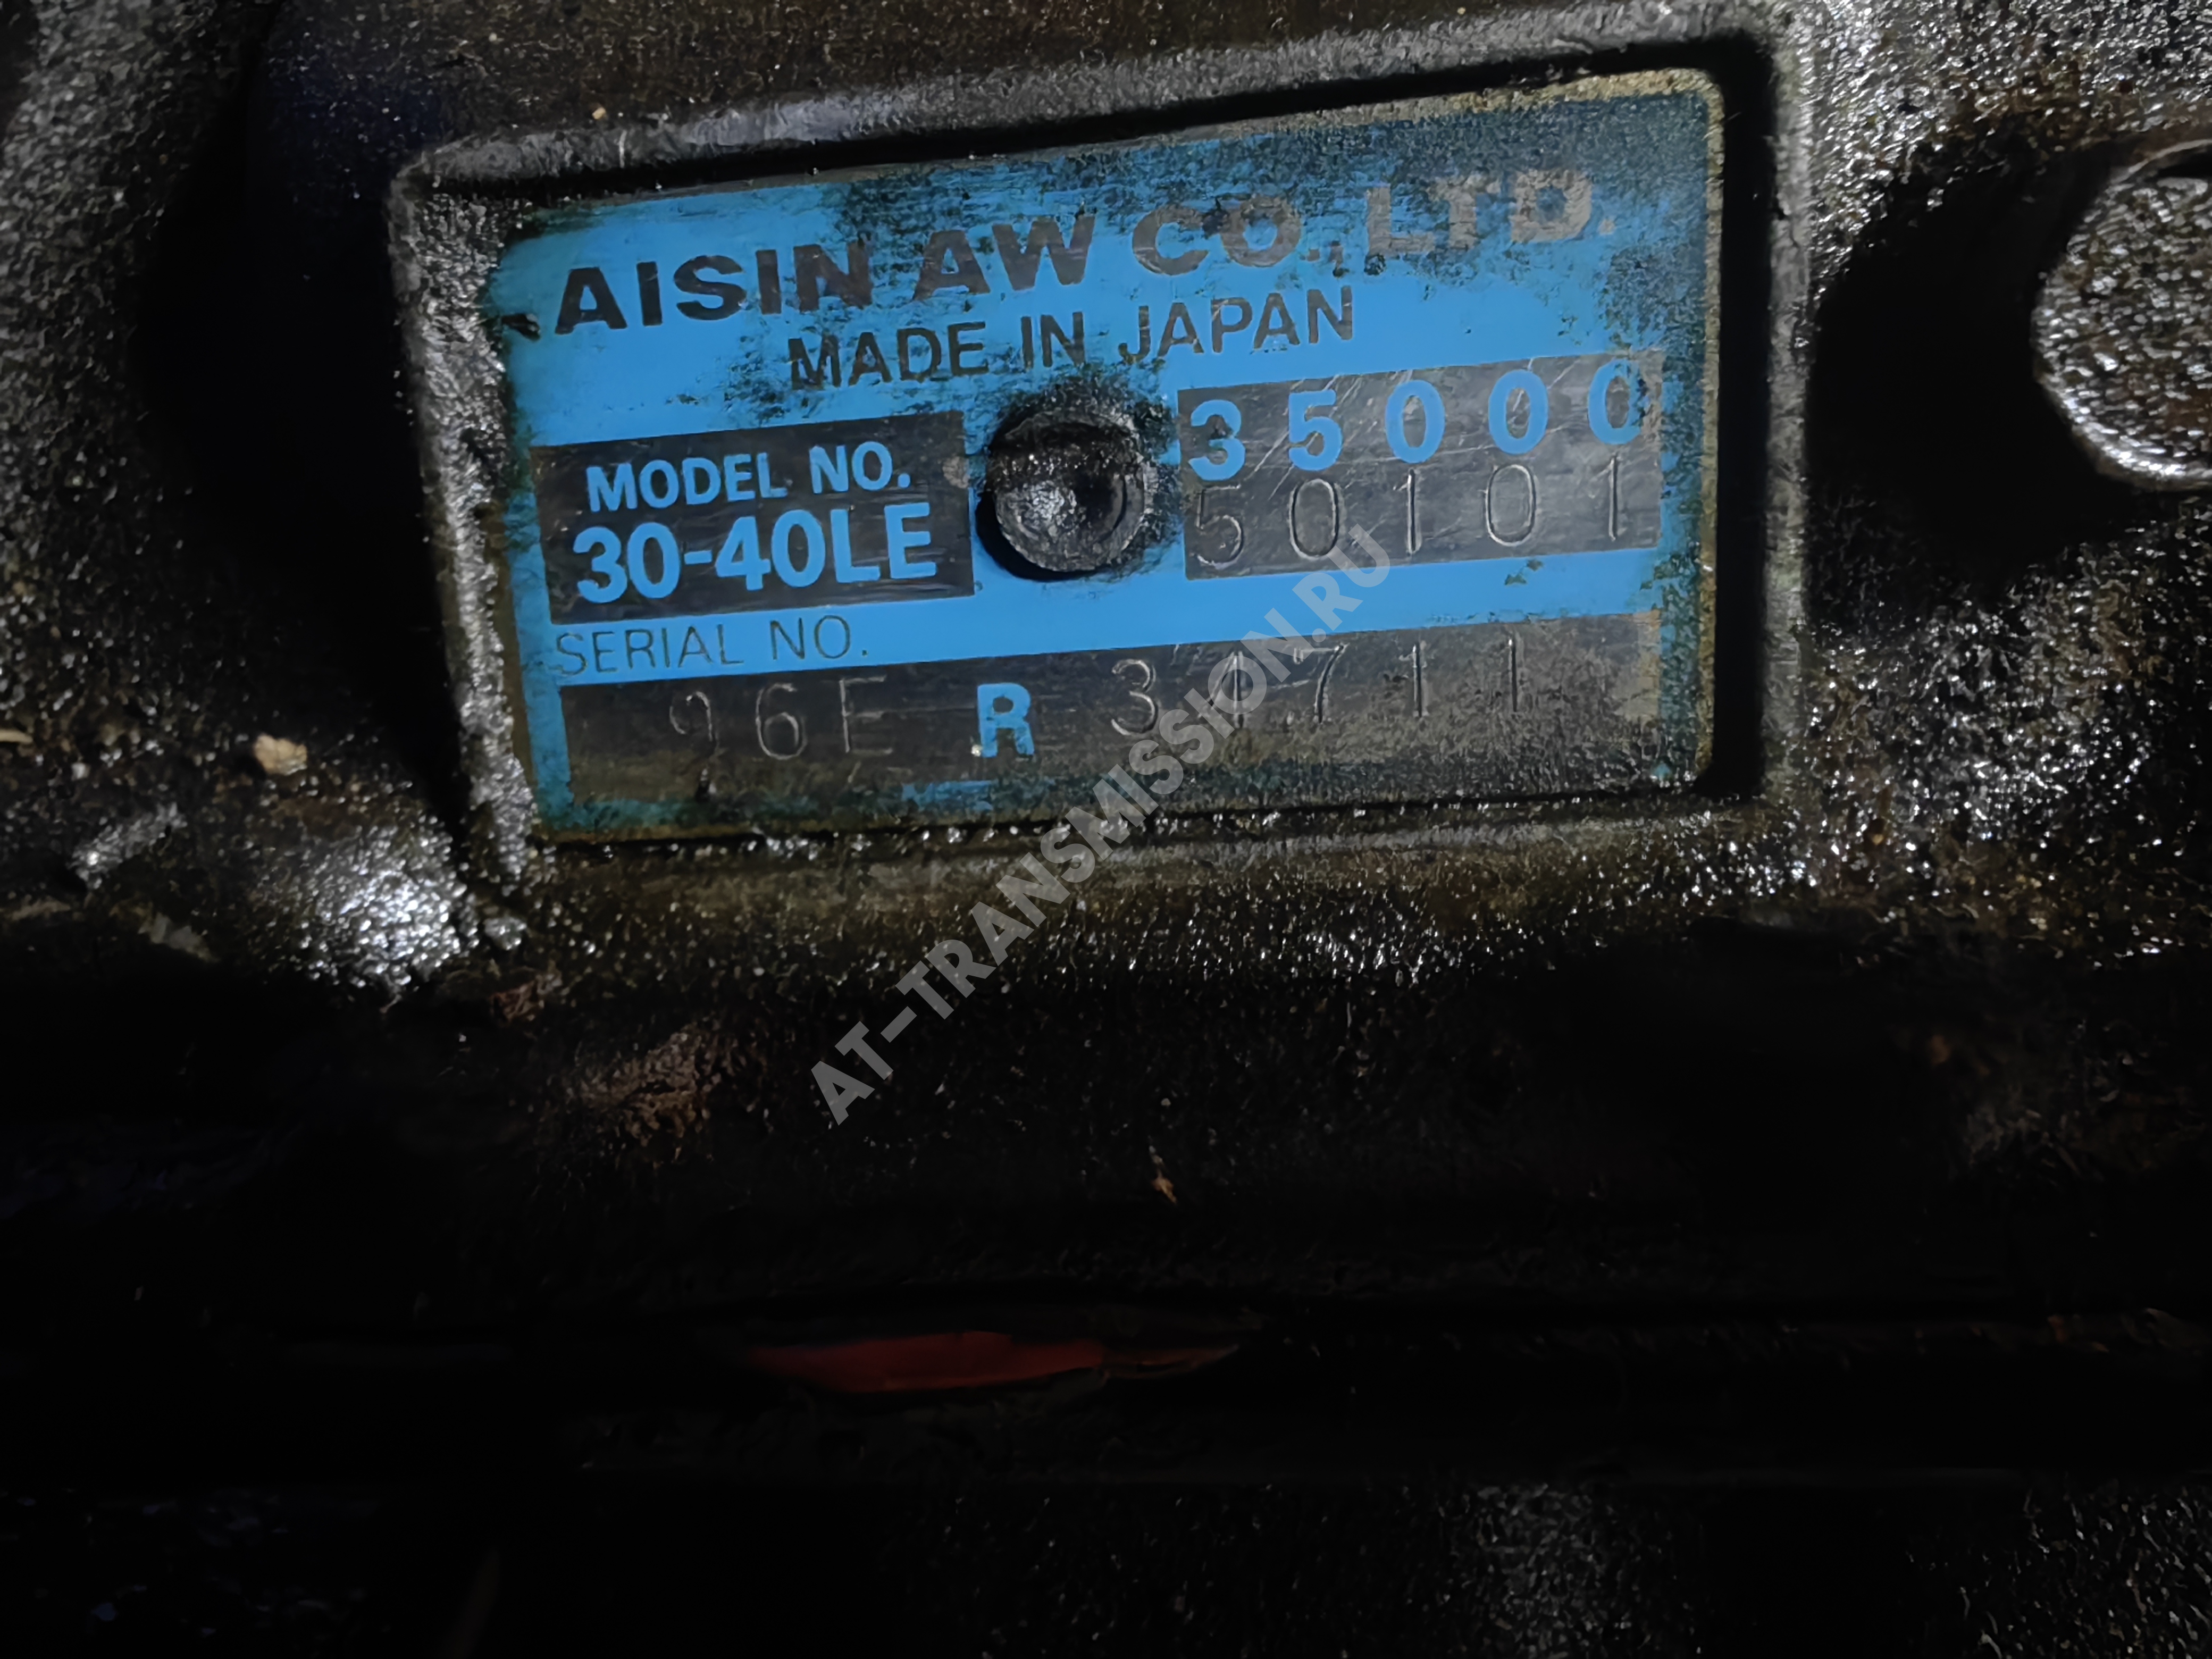 AISIN AW CO., LTD.
MADE IN JAPAN
MODEL NO.
30-40LE
35000
50101
SERIAL NO.
96E R 34711
AT-TRANSMISSION.RU